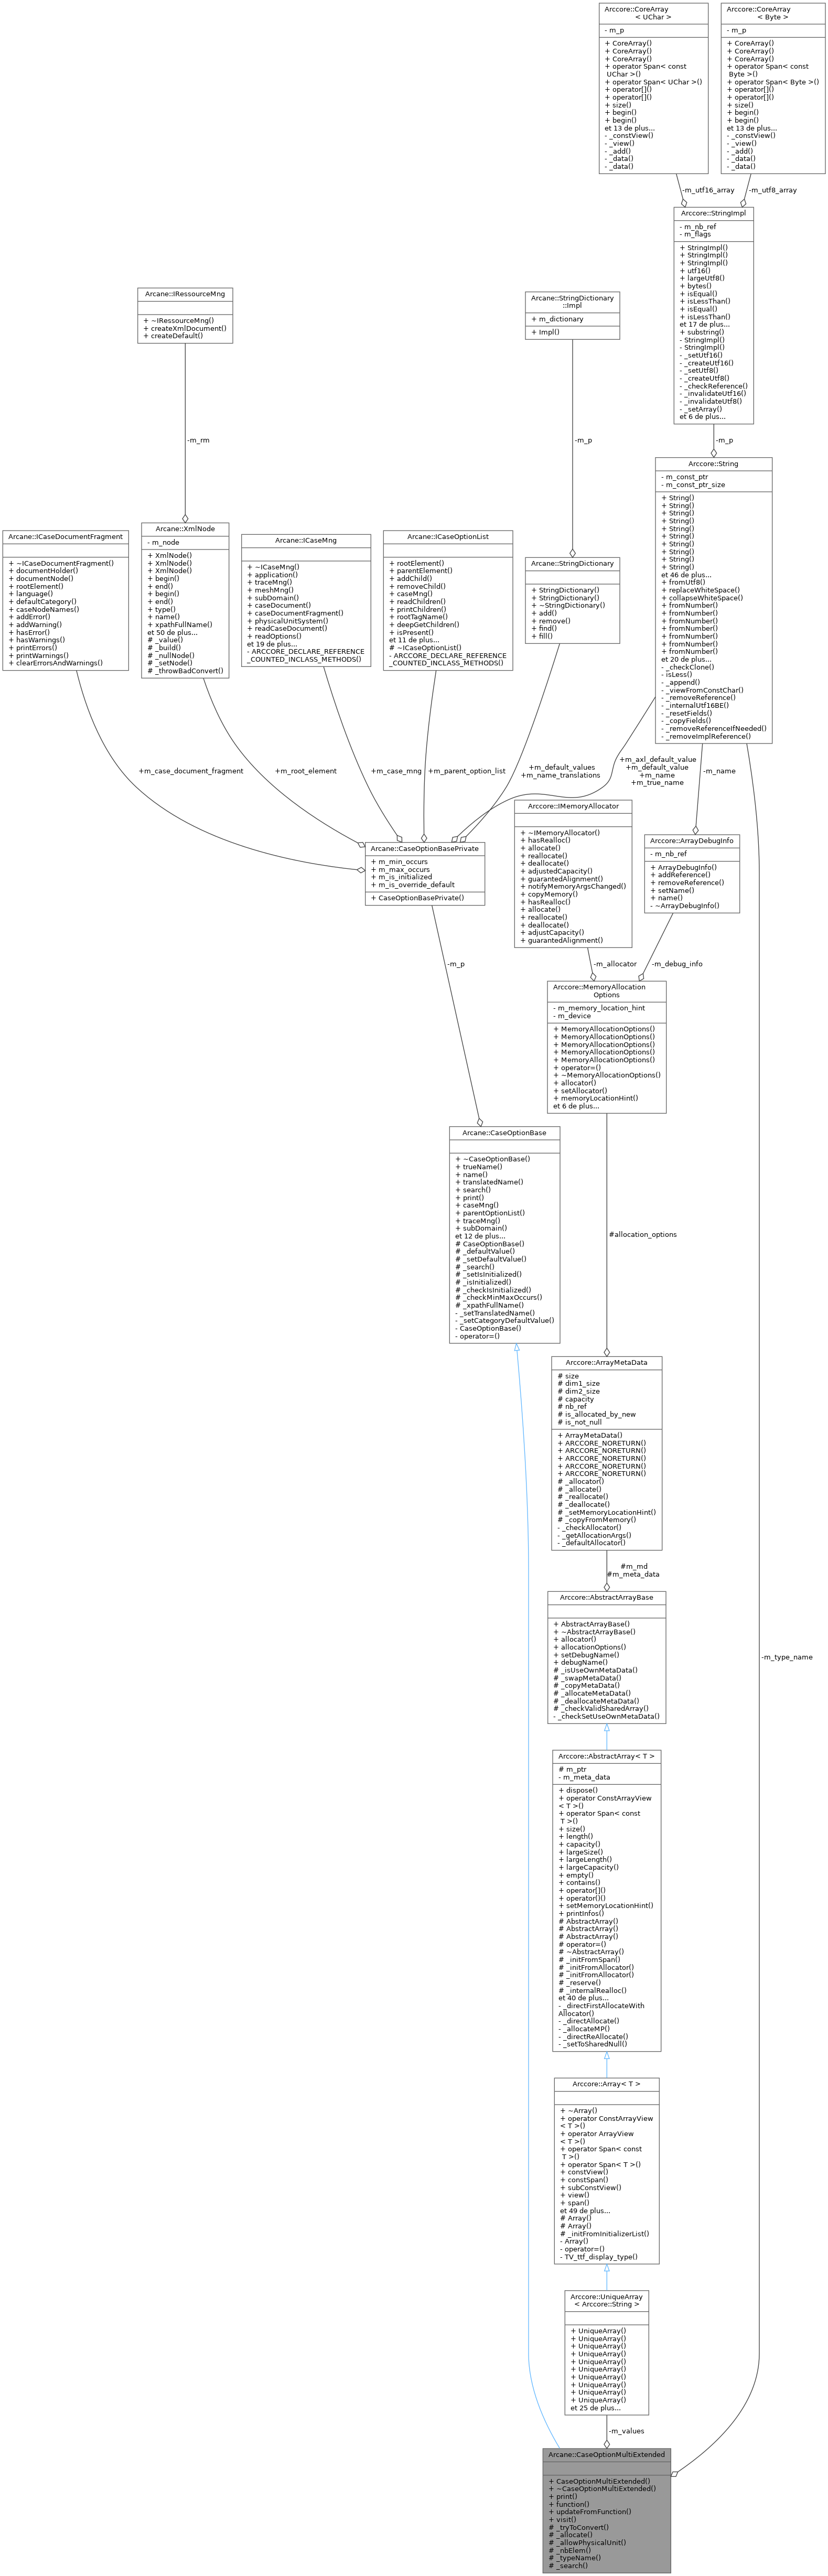 Arccore::CoreArray
< UChar >
- m_p
+ CoreArray()
+ CoreArray()
+ CoreArray()
+ operator Span< const
UChar >()
+ operator Span< UChar >()
+ operator[]()
+ operator[]()
+ size()
+ begin()
+ begin()
et 13 de plus...
- _constView()
- _view()
- _add()
- _data()
- _data()
Arccore::CoreArray
< Byte >
- m_p
+ CoreArray()
+ CoreArray()
+ CoreArray()
+ operator Span< const
Byte >()
+ operator Span< Byte >()
+ operator[]()
+ operator[]()
+ size()
+ begin()
+ begin()
et 13 de plus...
- _constView()
- _view()
- _add()
- _data()
- _data()
-m_utf16_array
-m_utf8_array
Arccore::StringImpl
- m_nb_ref
- m_flags
+ StringImpl()
+ StringImpl()
+ StringImpl()
+ utf16()
+ largeUtf8()
+ bytes()
+ isEqual()
+ isLessThan()
+ isEqual()
+ isLessThan()
et 17 de plus...
+ substring()
- StringImpl()
- StringImpl()
- _setUtf16()
- _createUtf16()
- _setUtf8()
- _createUtf8()
- _checkReference()
- _invalidateUtf16()
- _invalidateUtf8()
- _setArray()
et 6 de plus...
Arcane::IRessourceMng
+ ~IRessourceMng()
+ createXmlDocument()
+ createDefault()
Arcane::StringDictionary
::Impl
+ m_dictionary
+ Impl()
-m_rm
-m_p
-m_p
Arccore::String
- m_const_ptr
- m_const_ptr_size
+ String()
+ String()
+ String()
+ String()
+ String()
+ String()
+ String()
+ String()
+ String()
+ String()
et 46 de plus...
+ fromUtf8()
+ replaceWhiteSpace()
+ collapseWhiteSpace()
+ fromNumber()
+ fromNumber()
+ fromNumber()
+ fromNumber()
+ fromNumber()
+ fromNumber()
+ fromNumber()
et 20 de plus...
- _checkClone()
- isLess()
- _append()
- _viewFromConstChar()
- _removeReference()
- _internalUtf16BE()
- _resetFields()
- _copyFields()
- _removeReferenceIfNeeded()
- _removeImplReference()
Arcane::ICaseDocumentFragment
+ ~ICaseDocumentFragment()
+ documentHolder()
+ documentNode()
+ rootElement()
+ language()
+ defaultCategory()
+ caseNodeNames()
+ addError()
+ addWarning()
+ hasError()
+ hasWarnings()
+ printErrors()
+ printWarnings()
+ clearErrorsAndWarnings()
Arcane::XmlNode
- m_node
+ XmlNode()
+ XmlNode()
+ XmlNode()
+ begin()
+ end()
+ begin()
+ end()
+ type()
+ name()
+ xpathFullName()
et 50 de plus...
# _value()
# _build()
# _nullNode()
# _setNode()
# _throwBadConvert()
Arcane::ICaseMng
+ ~ICaseMng()
+ application()
+ traceMng()
+ meshMng()
+ subDomain()
+ caseDocument()
+ caseDocumentFragment()
+ physicalUnitSystem()
+ readCaseDocument()
+ readOptions()
et 19 de plus...
- ARCCORE_DECLARE_REFERENCE
_COUNTED_INCLASS_METHODS()
Arcane::ICaseOptionList
+ rootElement()
+ parentElement()
+ addChild()
+ removeChild()
+ caseMng()
+ readChildren()
+ printChildren()
+ rootTagName()
+ deepGetChildren()
+ isPresent()
et 11 de plus...
# ~ICaseOptionList()
- ARCCORE_DECLARE_REFERENCE
_COUNTED_INCLASS_METHODS()
Arcane::StringDictionary
+ StringDictionary()
+ StringDictionary()
+ ~StringDictionary()
+ add()
+ remove()
+ find()
+ fill()
+m_case_document_fragment
+m_root_element
+m_case_mng
+m_parent_option_list
+m_default_values
+m_name_translations
+m_axl_default_value
+m_default_value
+m_name
+m_true_name
-m_name
Arccore::IMemoryAllocator
+ ~IMemoryAllocator()
+ hasRealloc()
+ allocate()
+ reallocate()
+ deallocate()
+ adjustedCapacity()
+ guarantedAlignment()
+ notifyMemoryArgsChanged()
+ copyMemory()
+ hasRealloc()
+ allocate()
+ reallocate()
+ deallocate()
+ adjustCapacity()
+ guarantedAlignment()
Arccore::ArrayDebugInfo
- m_nb_ref
+ ArrayDebugInfo()
+ addReference()
+ removeReference()
+ setName()
+ name()
- ~ArrayDebugInfo()
Arcane::CaseOptionBasePrivate
+ m_min_occurs
+ m_max_occurs
+ m_is_initialized
+ m_is_override_default
+ CaseOptionBasePrivate()
-m_p
-m_allocator
-m_debug_info
Arccore::MemoryAllocation
Options
- m_memory_location_hint
- m_device
+ MemoryAllocationOptions()
+ MemoryAllocationOptions()
+ MemoryAllocationOptions()
+ MemoryAllocationOptions()
+ MemoryAllocationOptions()
+ operator=()
+ ~MemoryAllocationOptions()
+ allocator()
+ setAllocator()
+ memoryLocationHint()
et 6 de plus...
Arcane::CaseOptionBase
+ ~CaseOptionBase()
+ trueName()
+ name()
+ translatedName()
+ search()
+ print()
+ caseMng()
+ parentOptionList()
+ traceMng()
+ subDomain()
et 12 de plus...
# CaseOptionBase()
# _defaultValue()
# _setDefaultValue()
# _search()
# _setIsInitialized()
# _isInitialized()
# _checkIsInitialized()
# _checkMinMaxOccurs()
# _xpathFullName()
- _setTranslatedName()
- _setCategoryDefaultValue()
- CaseOptionBase()
- operator=()
#allocation_options
Arccore::ArrayMetaData
# size
# dim1_size
# dim2_size
# capacity
# nb_ref
# is_allocated_by_new
# is_not_null
+ ArrayMetaData()
+ ARCCORE_NORETURN()
+ ARCCORE_NORETURN()
+ ARCCORE_NORETURN()
+ ARCCORE_NORETURN()
+ ARCCORE_NORETURN()
# _allocator()
# _allocate()
# _reallocate()
# _deallocate()
# _setMemoryLocationHint()
# _copyFromMemory()
- _checkAllocator()
- _getAllocationArgs()
- _defaultAllocator()
#m_md
#m_meta_data
Arccore::AbstractArrayBase
+ AbstractArrayBase()
+ ~AbstractArrayBase()
+ allocator()
+ allocationOptions()
+ setDebugName()
+ debugName()
# _isUseOwnMetaData()
# _swapMetaData()
# _copyMetaData()
# _allocateMetaData()
# _deallocateMetaData()
# _checkValidSharedArray()
- _checkSetUseOwnMetaData()
-m_type_name
Arccore::AbstractArray< T >
# m_ptr
- m_meta_data
+ dispose()
+ operator ConstArrayView
< T >()
+ operator Span< const
T >()
+ size()
+ length()
+ capacity()
+ largeSize()
+ largeLength()
+ largeCapacity()
+ empty()
+ contains()
+ operator[]()
+ operator()()
+ setMemoryLocationHint()
+ printInfos()
# AbstractArray()
# AbstractArray()
# AbstractArray()
# operator=()
# ~AbstractArray()
# _initFromSpan()
# _initFromAllocator()
# _initFromAllocator()
# _reserve()
# _internalRealloc()
et 40 de plus...
- _directFirstAllocateWith
Allocator()
- _directAllocate()
- _allocateMP()
- _directReAllocate()
- _setToSharedNull()
Arccore::Array< T >
+ ~Array()
+ operator ConstArrayView
< T >()
+ operator ArrayView
< T >()
+ operator Span< const
T >()
+ operator Span< T >()
+ constView()
+ constSpan()
+ subConstView()
+ view()
+ span()
et 49 de plus...
# Array()
# Array()
# _initFromInitializerList()
- Array()
- operator=()
- TV_ttf_display_type()
Arccore::UniqueArray
< Arccore::String >
+ UniqueArray()
+ UniqueArray()
+ UniqueArray()
+ UniqueArray()
+ UniqueArray()
+ UniqueArray()
+ UniqueArray()
+ UniqueArray()
+ UniqueArray()
+ UniqueArray()
et 25 de plus...
-m_values
Arcane::CaseOptionMultiExtended
+ CaseOptionMultiExtended()
+ ~CaseOptionMultiExtended()
+ print()
+ function()
+ updateFromFunction()
+ visit()
# _tryToConvert()
# _allocate()
# _allowPhysicalUnit()
# _nbElem()
# _typeName()
# _search()